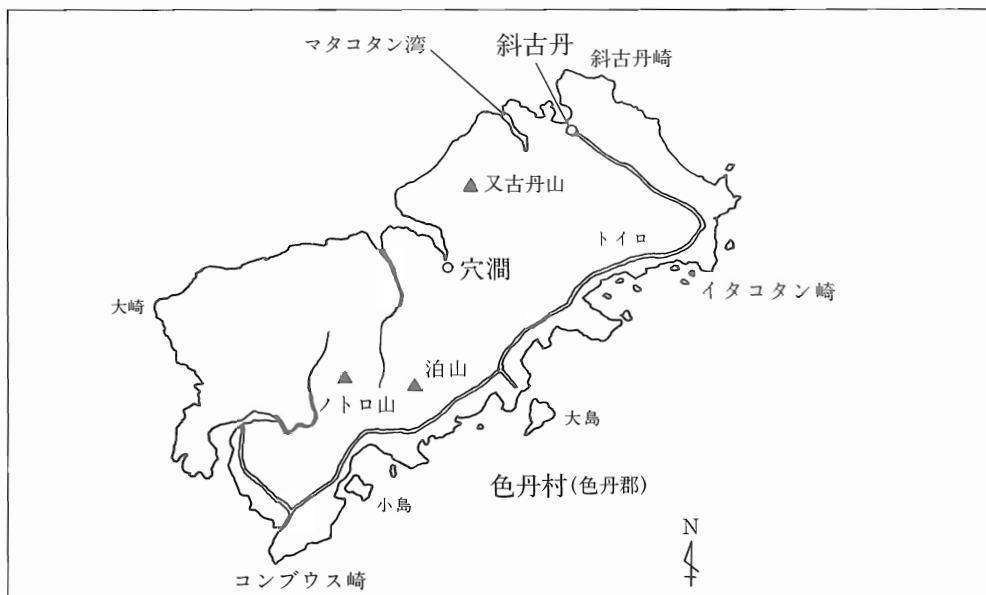 マタコタン湾
斜古丹
斜古丹崎
又古丹山
トイロ
穴澗
イタコタン崎
大崎
泊山
ノトロ山
大島
色丹村(色丹郡)
小島
N
コンブウス崎